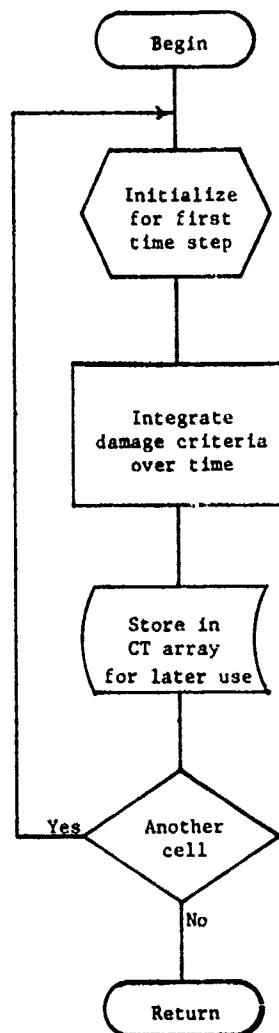 Begin
Initialize
for first
time step
Integrate
damage criteria
over time
Store in
CT array
for later use
Yes
Another
cell
No
Return